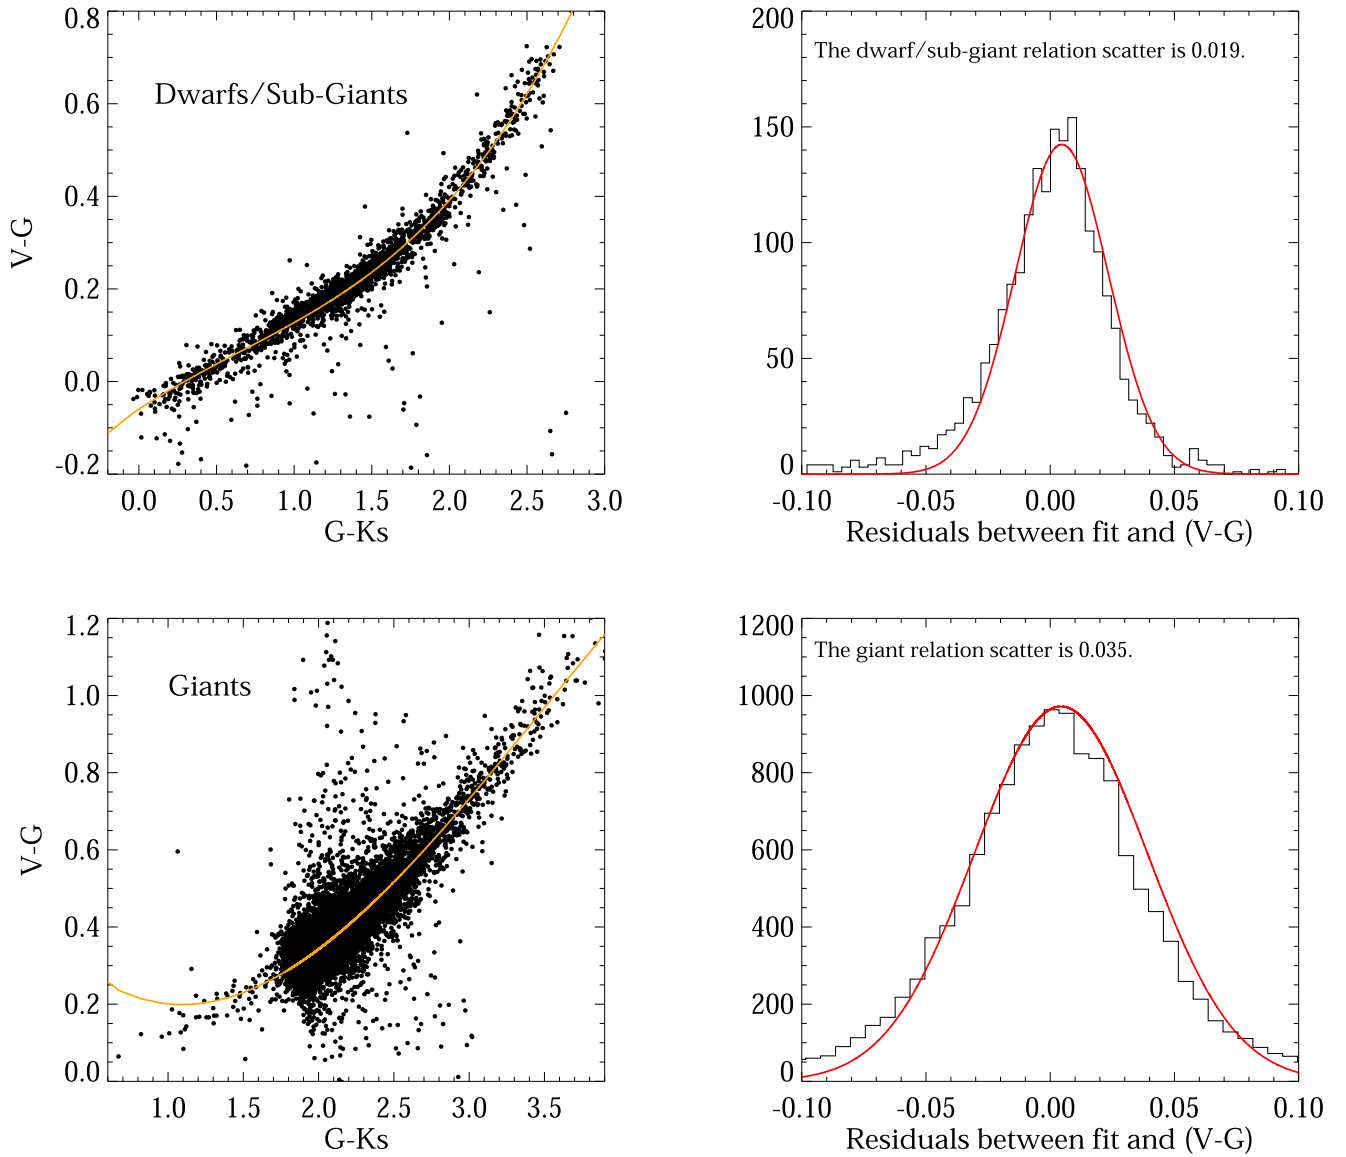 0.8
0.6
0.4
0.2
0.0
-0.2
V-G
Dwarfs/Sub-Giants
0.0 0.5 1.0 1.5 2.0 2.5 3.0
G-Ks
200
150
100
50
0
The dwarf/sub-giant relation scatter is 0.019.
-0.10 -0.05 0.00 0.05 0.10
Residuals between fit and (V-G)
1.2
1.0
0.8
0.6
0.4
0.2
0.0
V-G
Giants
1.0 1.5 2.0 2.5 3.0 3.5
G-Ks
1200
1000
800
600
400
200
0
The giant relation scatter is 0.035.
-0.10 -0.05 0.00 0.05 0.10
Residuals between fit and (V-G)